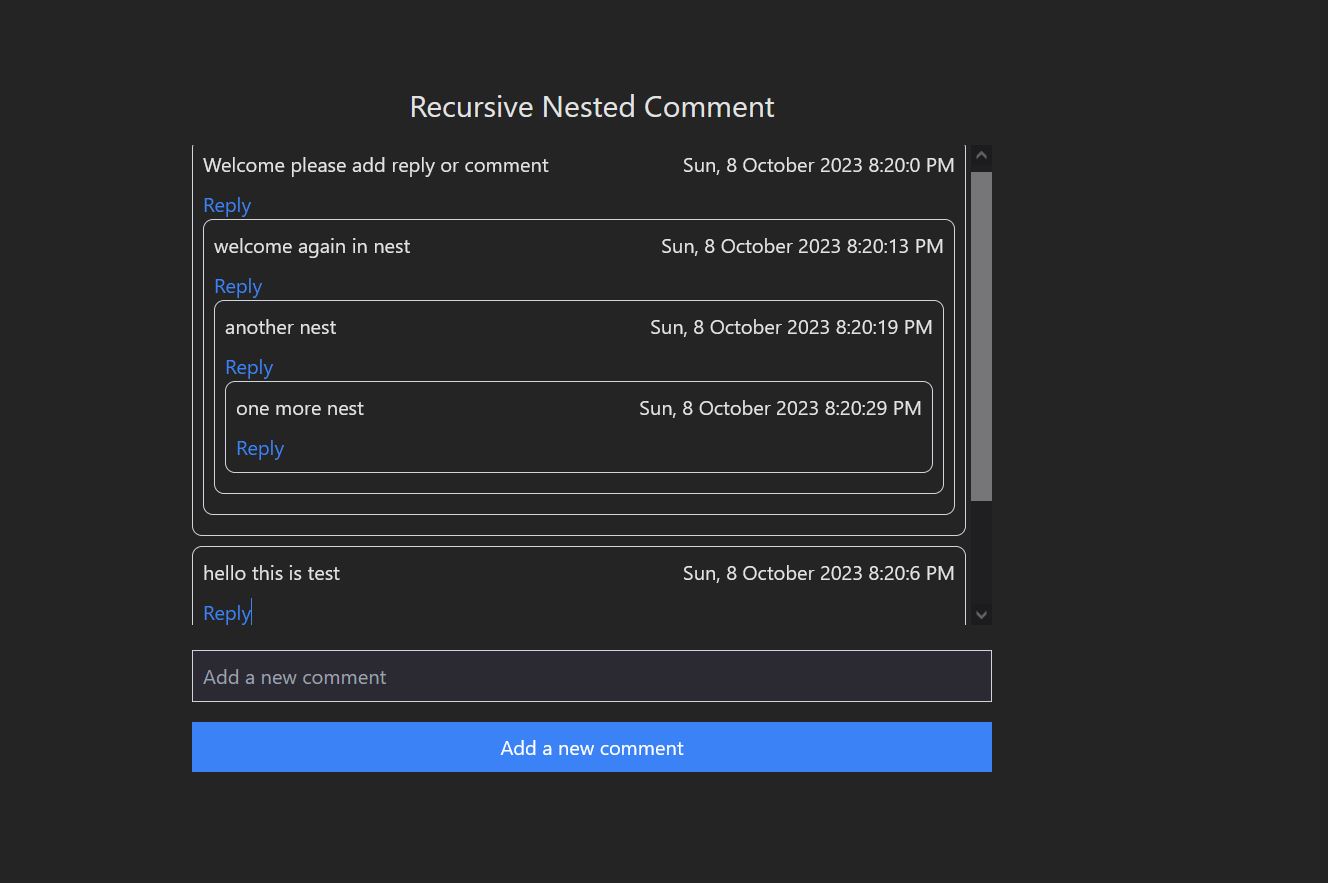 Recursive Nested Comment
Welcome please add reply or comment Sun, 8 October 2023 8:20:0 PM
Reply
welcome again in nest Sun, 8 October 2023 8:20:13 PM
Reply
another nest Sun, 8 October 2023 8:20:19 PM
Reply
one more nest Sun, 8 October 2023 8:20:29 PM
Reply
hello this is test Sun, 8 October 2023 8:20:6 PM
Reply
Add a new comment
Add a new comment